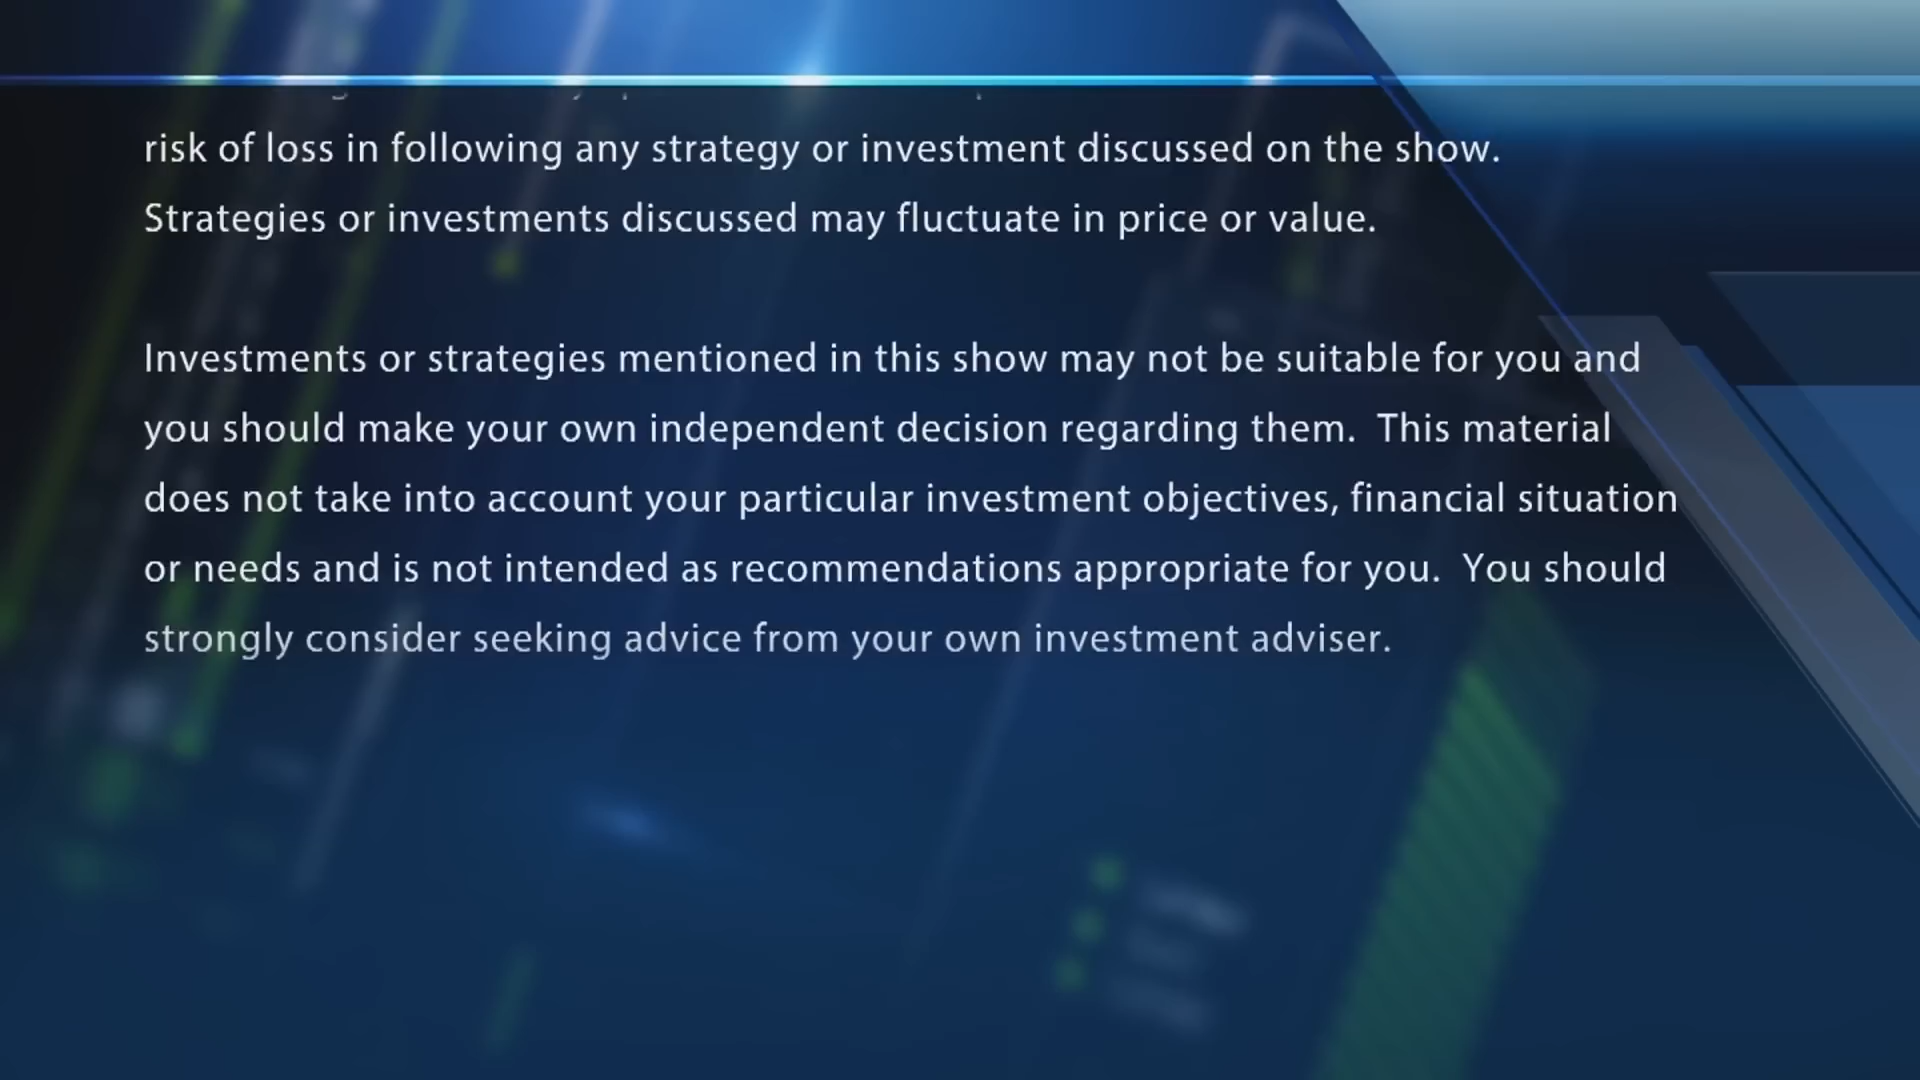 risk of loss in following any strategy or investment discussed on the show.
Strategies or investments discussed may fluctuate in price or value.
Investments or strategies mentioned in this show may not be suitable for you and
you should make your own independent decision regarding them.  This material
does not take into account your particular investment objectives, financial situation
or needs and is not intended as recommendations appropriate for you.  You should
strongly consider seeking advice from your own investment adviser.